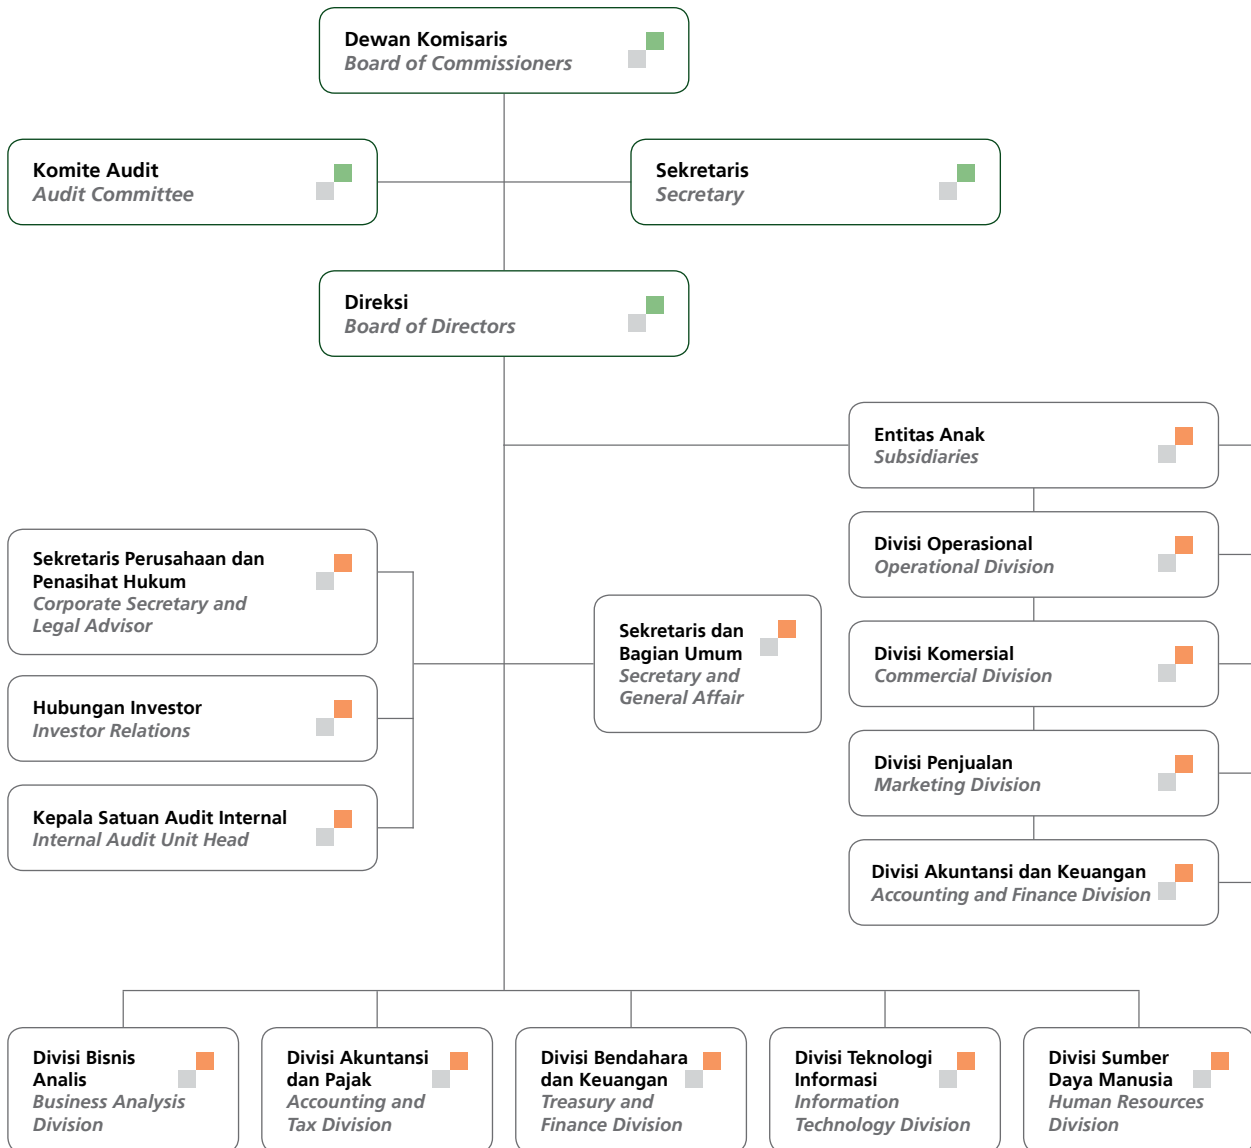 Dewan Komisaris
Board of Commissioners
Komite Audit
Audit Committee
Sekretaris
Secretary
Direksi
Board of Directors
Entitas Anak
Subsidiaries
Divisi Operasional
Operational Division
Sekretaris Perusahaan dan
Penasihat Hukum
Corporate Secretary and
Legal Advisor
Sekretaris dan
Bagian Umum
Secretary and
General Affair
Divisi Komersial
Commercial Division
Hubungan Investor
Investor Relations
Divisi Penjualan
Marketing Division
Kepala Satuan Audit Internal
Internal Audit Unit Head
Divisi Akuntansi dan Keuangan
Accounting and Finance Division
Divisi Bisnis
Analis
Business Analysis
Division
Divisi Akuntansi
dan Pajak
Accounting and
Tax Division
Divisi Bendahara
dan Keuangan
Treasury and
Finance Division
Divisi Teknologi
Informasi
Information
Technology Division
Divisi Sumber
Daya Manusia
Human Resources
Division